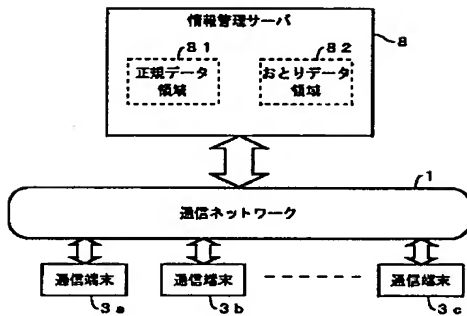 情報管理サーバ
8
81
82
正規データ
領域
おとりデータ
領域
1
通信ネットワーク
通信端末
通信端末
通信端末
3a
3b
3c